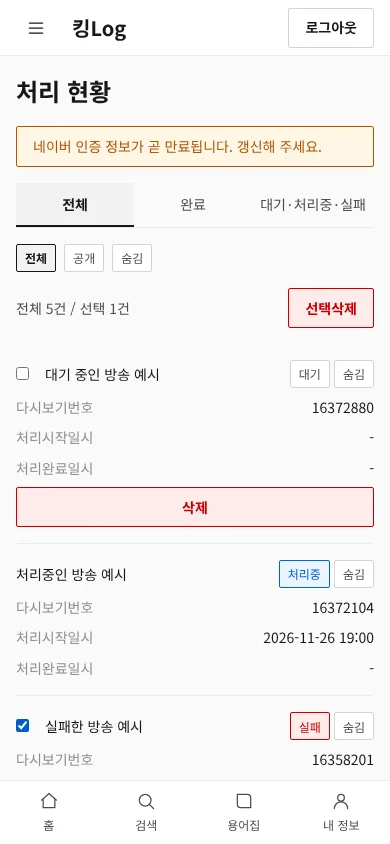 킹Log
로그아웃
처리 현황
네이버 인증 정보가 곧 만료됩니다. 갱신해 주세요.
전체 완료 대기·처리중·실패
전체 공개 숨김
전체 5건 / 선택 1건 선택삭제
대기 중인 방송 예시 대기 숨김
다시보기번호 16372880
처리시작일시 -
처리완료일시 -
삭제
처리중인 방송 예시 처리중 숨김
다시보기번호 16372104
처리시작일시 2026-11-26 19:00
처리완료일시 -
실패한 방송 예시 실패 숨김
다시보기번호 16358201
홈 검색 용어집 내 정보